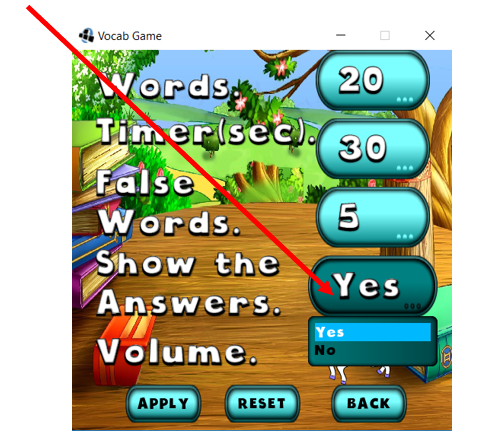 Vocab Game
Words. 20
Timer(sec). 30
False
Words. 5
Show the
Answers. Yes
Yes
No
Volume.
APPLY RESET BACK